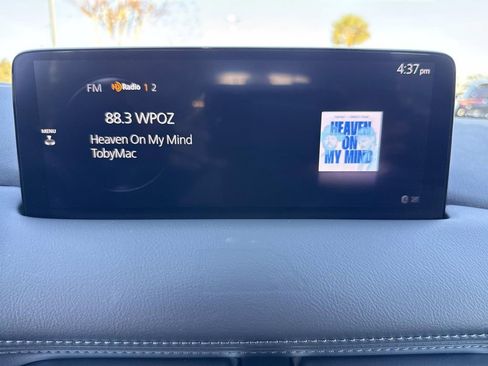 4:37 pm
FM HD Radio 1 2
88.3 WPOZ
MENU
Heaven On My Mind
TobyMac
HEAVEN
ON
MY MIND